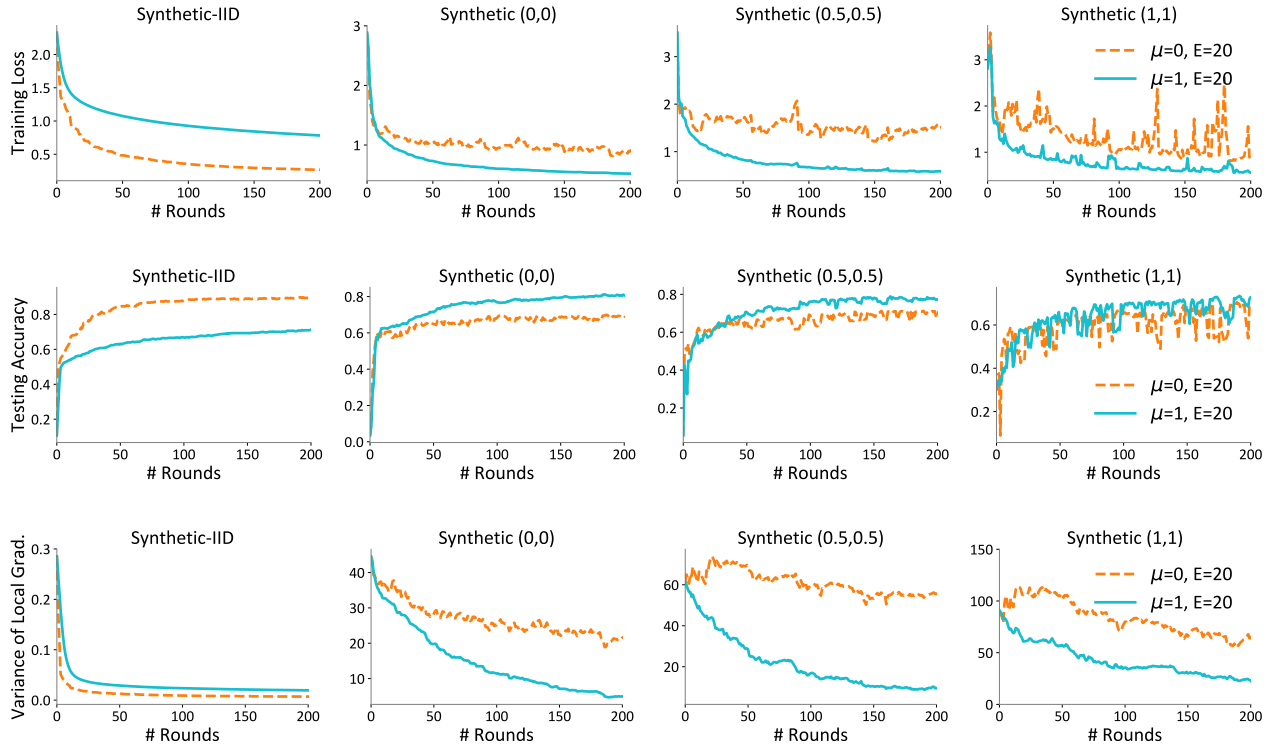 Synthetic-IID
Synthetic (0,0)
Synthetic (0.5,0.5)
Synthetic (1,1)
Training Loss
2.0
1.5
1.0
0.5
0 50 100 150 200
# Rounds
3
2
1
0 50 100 150 200
# Rounds
3
2
1
0 50 100 150 200
# Rounds
3
2
1
μ=0, E=20
μ=1, E=20
0 50 100 150 200
# Rounds
Synthetic-IID
Synthetic (0,0)
Synthetic (0.5,0.5)
Synthetic (1,1)
Testing Accuracy
0.8
0.6
0.4
0.2
0 50 100 150 200
# Rounds
0.8
0.6
0.4
0.2
0.0
0 50 100 150 200
# Rounds
0.8
0.6
0.4
0.2
0 50 100 150 200
# Rounds
0.6
0.4
0.2
μ=0, E=20
μ=1, E=20
0 50 100 150 200
# Rounds
Synthetic-IID
Synthetic (0,0)
Synthetic (0.5,0.5)
Synthetic (1,1)
Variance of Local Grad.
0.3
0.2
0.1
0.0
0 50 100 150 200
# Rounds
40
30
20
10
0 50 100 150 200
# Rounds
60
40
20
0 50 100 150 200
# Rounds
150
100
50
0
μ=0, E=20
μ=1, E=20
0 50 100 150 200
# Rounds